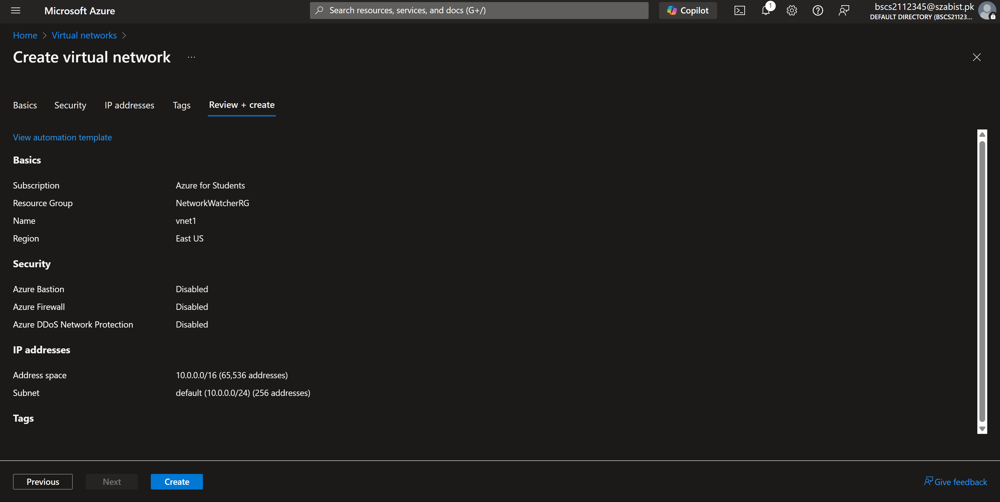 Microsoft Azure
Search resources, services, and docs (G+/)
Copilot
1
bscs2112345@szabist.pk
DEFAULT DIRECTORY (BSCS21123...
Home > Virtual networks >
Create virtual network ...
Basics Security IP addresses Tags Review + create
View automation template
Basics
Subscription Azure for Students
Resource Group NetworkWatcherRG
Name vnet1
Region East US
Security
Azure Bastion Disabled
Azure Firewall Disabled
Azure DDoS Network Protection Disabled
IP addresses
Address space 10.0.0.0/16 (65,536 addresses)
Subnet default (10.0.0.0/24) (256 addresses)
Tags
Previous Next Create Give feedback